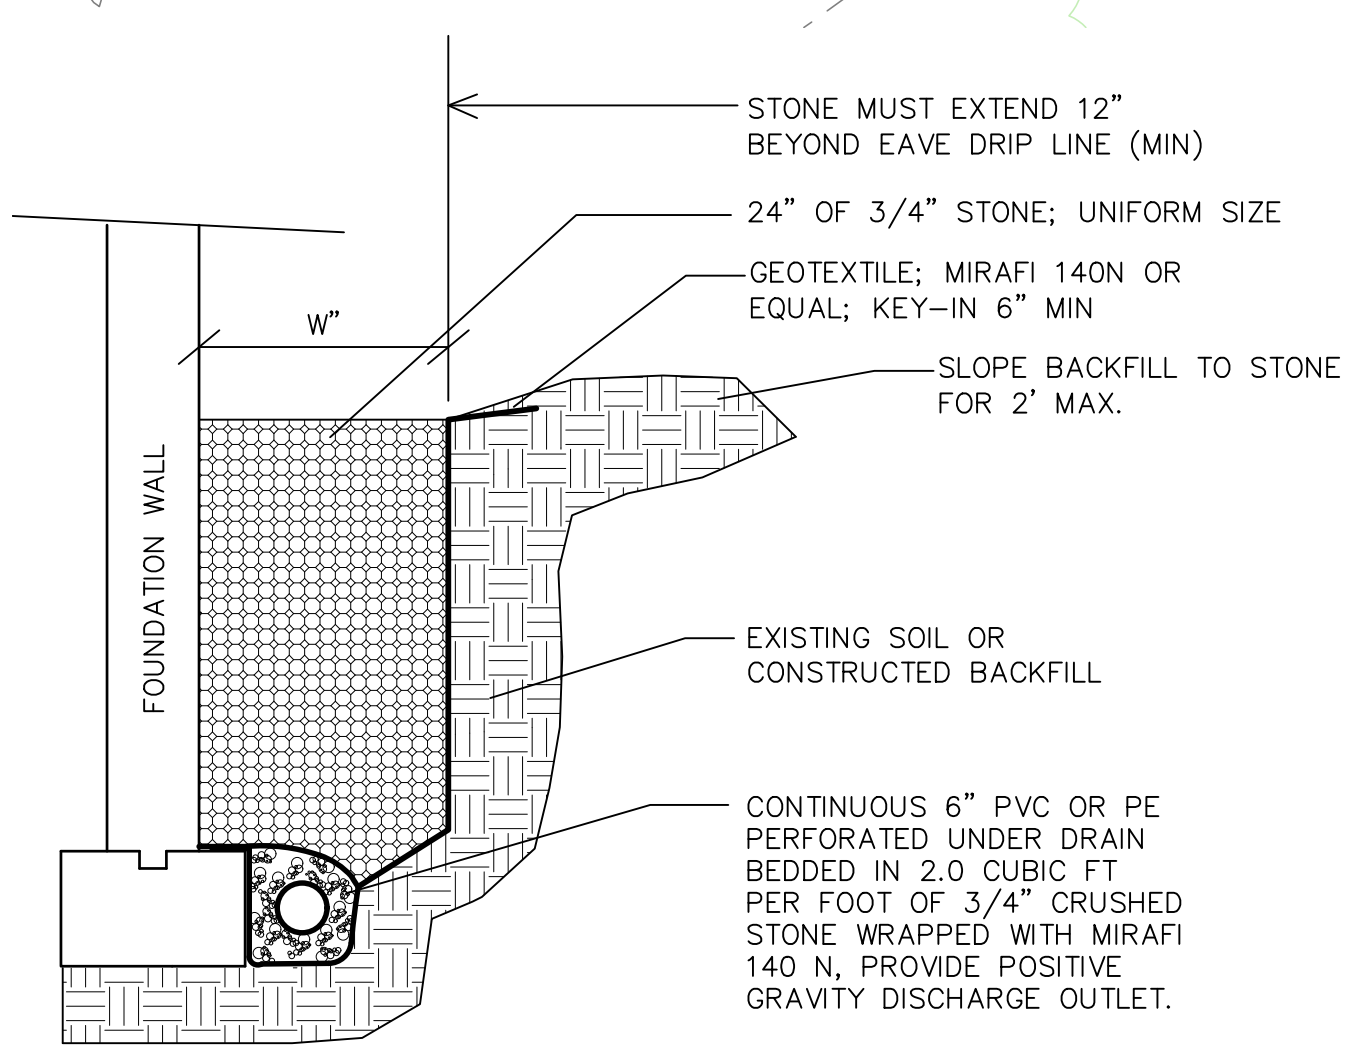 STONE MUST EXTEND 12”
BEYOND EAVE DRIP LINE (MIN)
24” OF 3/4” STONE; UNIFORM SIZE
GEOTEXTILE; MIRAFI 140N OR
EQUAL; KEY–IN 6” MIN
W”
SLOPE BACKFILL TO STONE
FOR 2’ MAX.
FOUNDATION WALL
EXISTING SOIL OR
CONSTRUCTED BACKFILL
CONTINUOUS 6” PVC OR PE
PERFORATED UNDER DRAIN
BEDDED IN 2.0 CUBIC FT
PER FOOT OF 3/4” CRUSHED
STONE WRAPPED WITH MIRAFI
140 N, PROVIDE POSITIVE
GRAVITY DISCHARGE OUTLET.